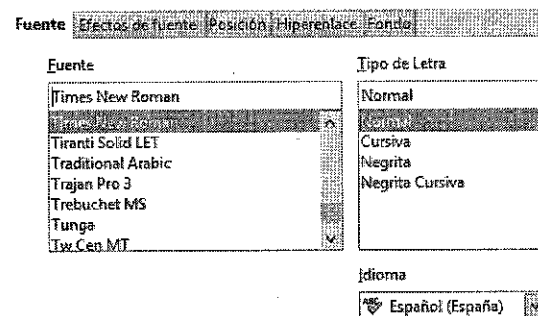 Fuente Efectos de fuente Posición Hiperenlace Fondo
Fuente
Times New Roman
Times New Roman
Tiranti Solid LET
Traditional Arabic
Trajan Pro 3
Trebuchet MS
Tunga
Tw Cen MT
Tipo de Letra
Normal
Normal
Cursiva
Negrita
Negrita Cursiva
Idioma
ABC Español (España)